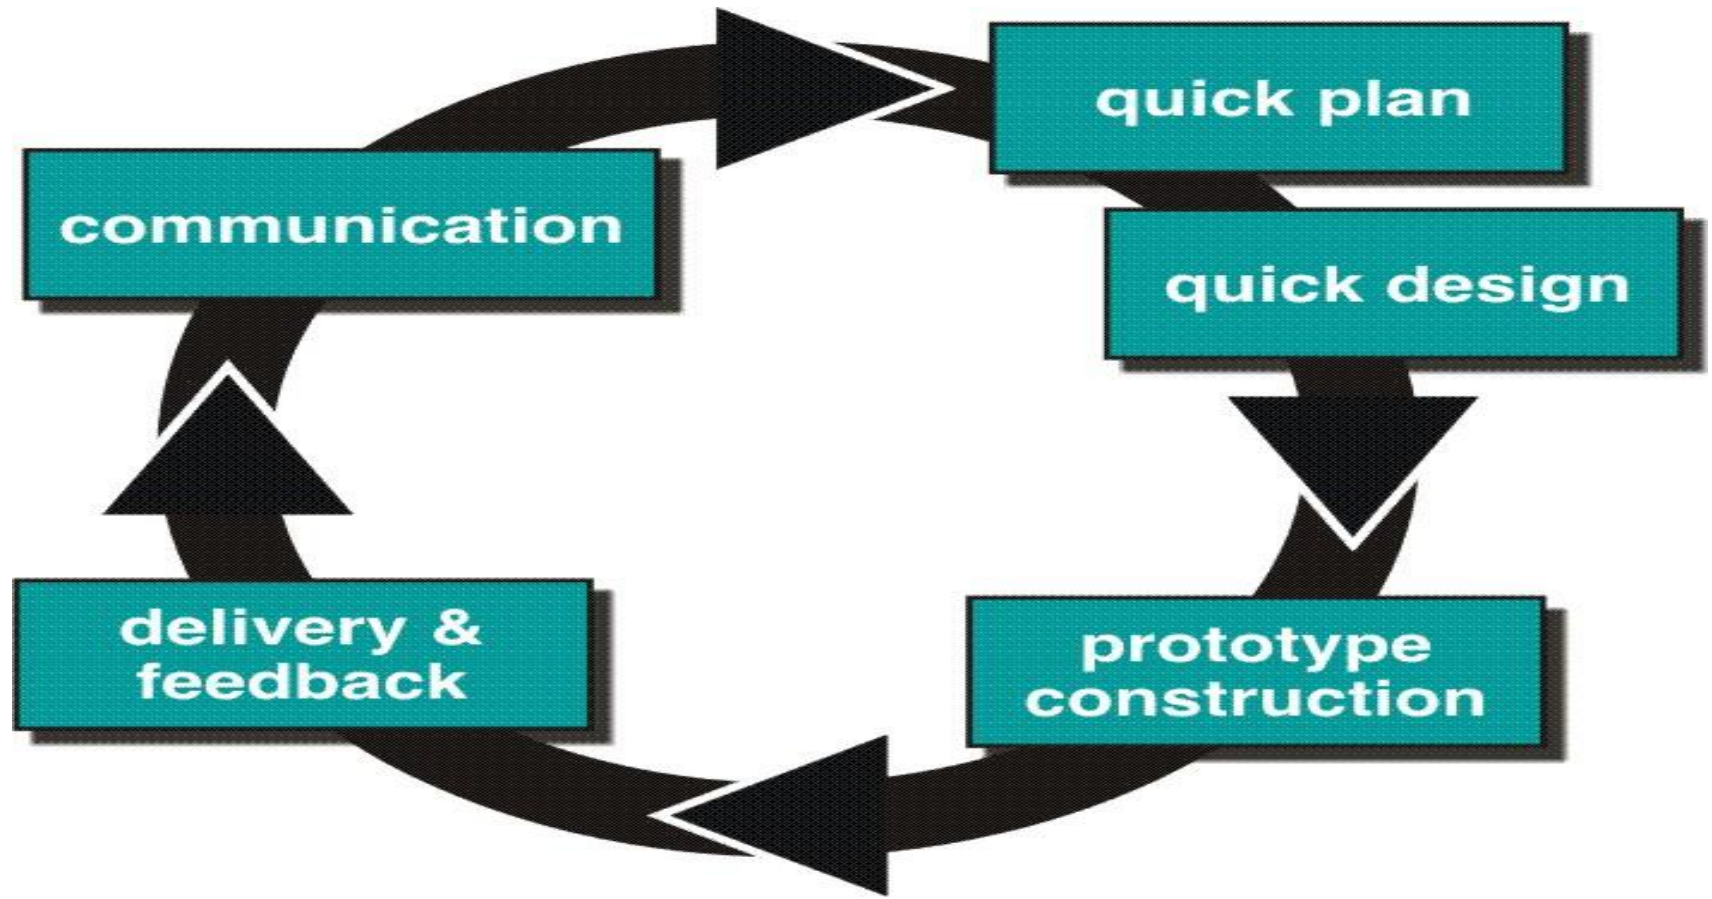 communication
quick plan
quick design
prototype
construction
delivery &
feedback